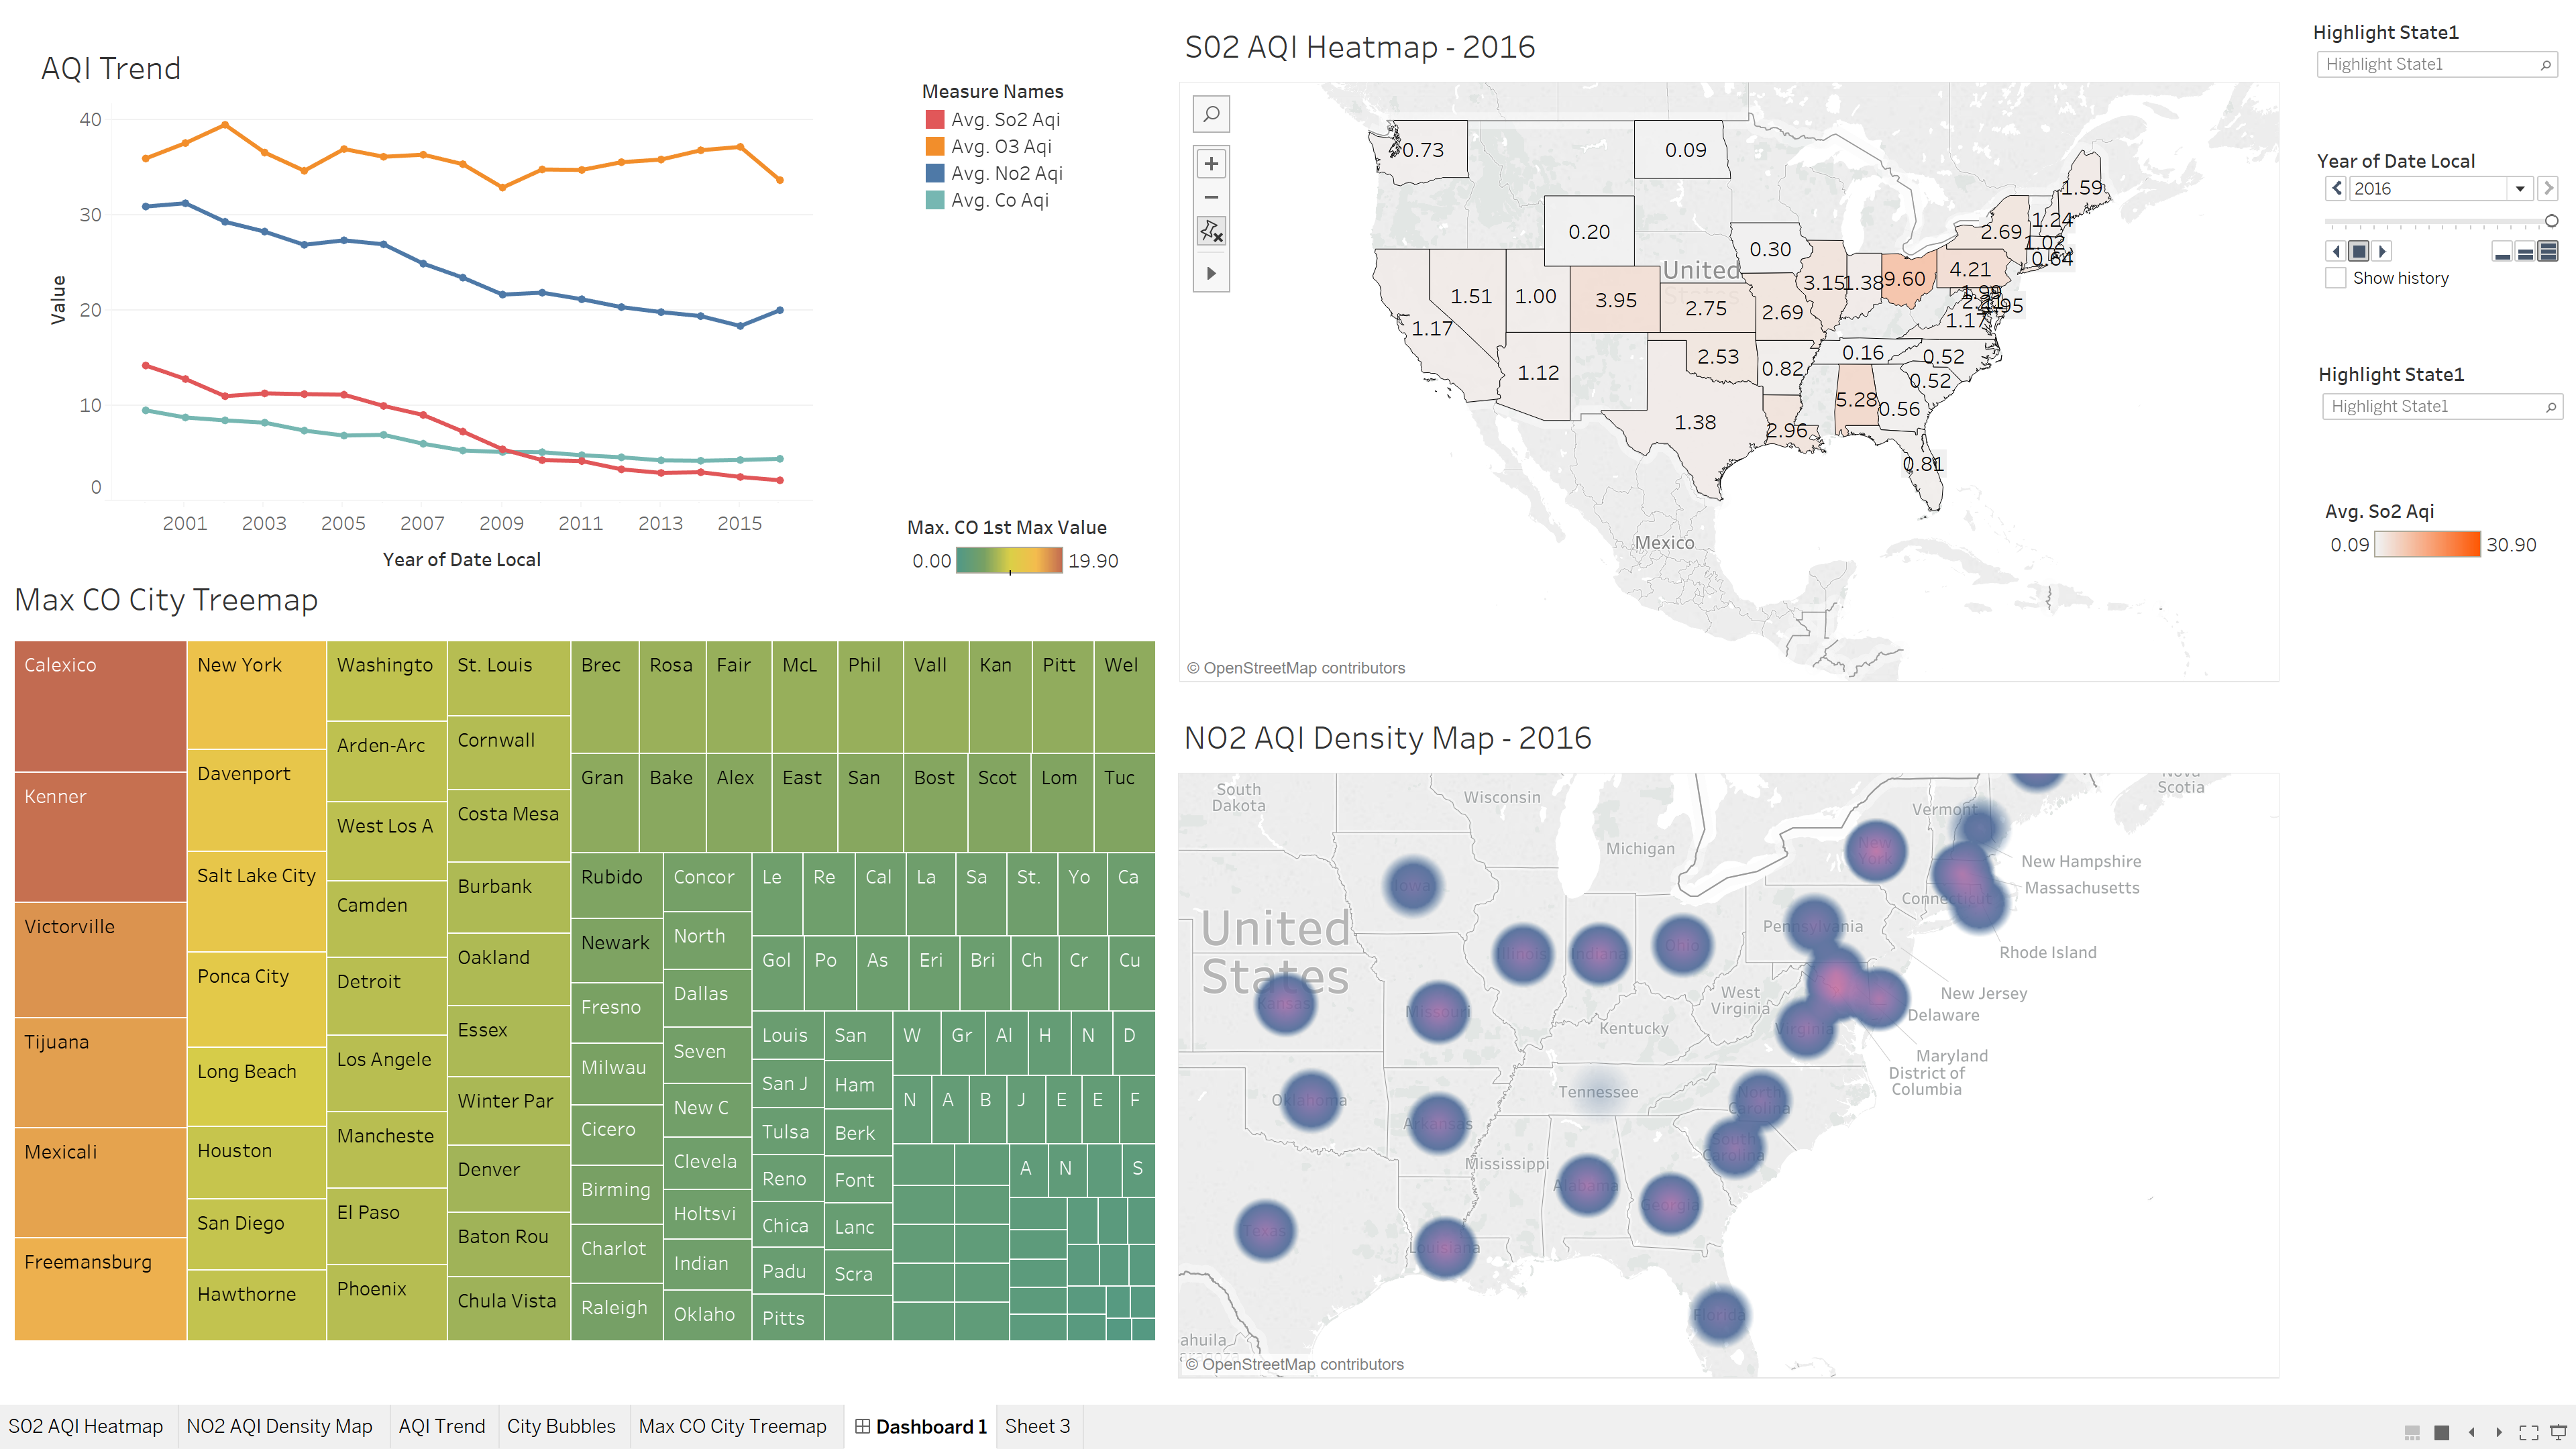 AQI Trend
40
30
20
10
0
Value
2001 2003 2005 2007 2009 2011 2013 2015
Year of Date Local
Measure Names
Avg. So2 Aqi
Avg. O3 Aqi
Avg. No2 Aqi
Avg. Co Aqi
Max. CO 1st Max Value
0.00 19.90
Max CO City Treemap
Calexico
Kenner
Victorville
Tijuana
Mexicali
Freemansburg
New York
Davenport
Salt Lake City
Ponca City
Long Beach
Houston
San Diego
Hawthorne
Washingto
Arden-Arc
West Los A
Camden
Detroit
Los Angele
Mancheste
El Paso
Phoenix
St. Louis
Cornwall
Costa Mesa
Burbank
Oakland
Essex
Winter Par
Denver
Baton Rou
Chula Vista
Brec Rosa Fair McL Phil Vall Kan Pitt Wel
Gran Bake Alex East San Bost Scot Lom Tuc
Rubido
Newark
Fresno
Milwau
Cicero
Birming
Charlot
Raleigh
Concor
North
Dallas
Seven
New C
Clevela
Holtsvi
Indian
Oklaho
Le Re Cal La Sa St. Yo Ca
Gol Po As Eri Bri Ch Cr Cu
Louis
San J
Tulsa
Reno
Chica
Padu
Pitts
San
Ham
Berk
Font
Lanc
Scra
W Gr Al H N D
N A B J E E F
A N S
S02 AQI Heatmap - 2016
0.73
0.09
1.59
0.20
2.69
1.24
1.02
0.64
0.30
United
1.51
1.00
3.95
2.75
2.69
3.15
1.38
9.60
4.21
1.99
1.17
1.17
1.12
2.53
0.82
0.16
0.52
0.52
1.38
2.96
5.28
0.56
0.81
Mexico
© OpenStreetMap contributors
NO2 AQI Density Map - 2016
South
Dakota
Wisconsin
Michigan
Vermont
Nova
Scotia
New
York
New Hampshire
Massachusetts
Connecticut
Rhode Island
Iowa
United
States
Illinois
Indiana
Ohio
Pennsylvania
New Jersey
Delaware
Maryland
District of
Columbia
West
Virginia
Virginia
Kansas
Missouri
Kentucky
Oklahoma
Arkansas
Tennessee
North
Carolina
South
Carolina
Mississippi
Alabama
Georgia
Texas
Louisiana
Florida
ahuila
© OpenStreetMap contributors
Highlight State1
Highlight State1
Year of Date Local
2016
Show history
Highlight State1
Highlight State1
Avg. So2 Aqi
0.09 30.90
S02 AQI Heatmap NO2 AQI Density Map AQI Trend City Bubbles Max CO City Treemap Dashboard 1 Sheet 3